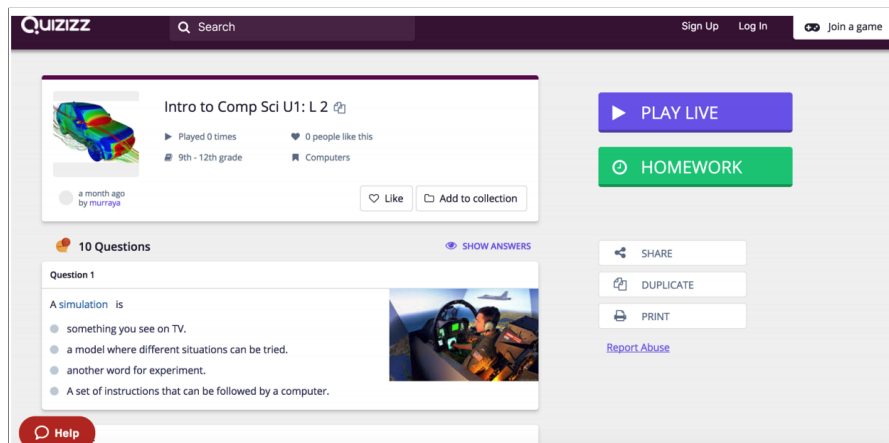 Quizizz
Search
Sign Up
Log In
Join a game
Intro to Comp Sci U1: L 2
Played 0 times
0 people like this
9th - 12th grade
Computers
a month ago
by murraya
Like
Add to collection
PLAY LIVE
HOMEWORK
10 Questions
SHOW ANSWERS
Question 1
A simulation is
something you see on TV.
a model where different situations can be tried.
another word for experiment.
A set of instructions that can be followed by a computer.
SHARE
DUPLICATE
PRINT
Report Abuse
Help